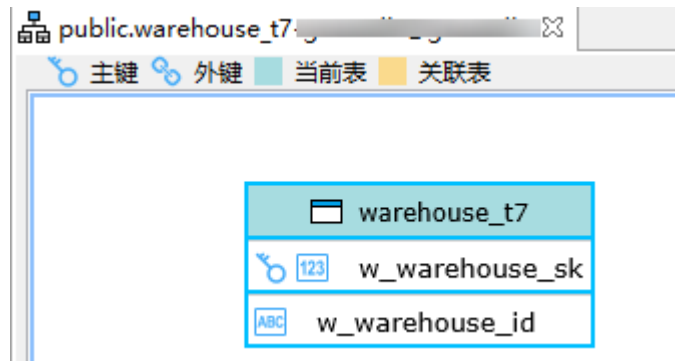 public.warehouse_t7-
主键 外键 当前表 关联表
warehouse_t7
123 w_warehouse_sk
ABC w_warehouse_id